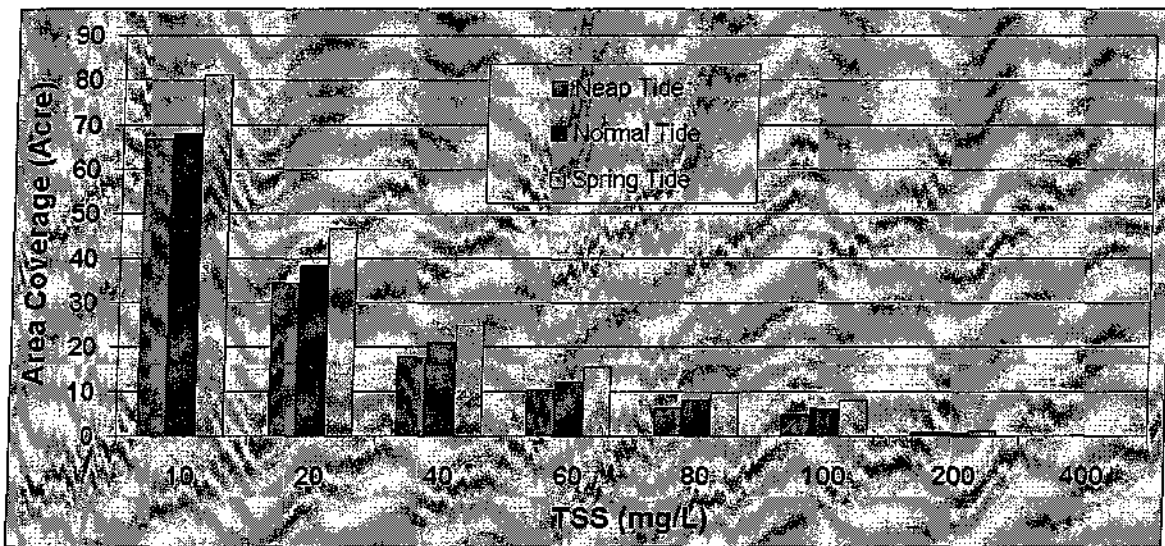 Area Coverage (Acre)
90
80
70
60
50
40
30
20
10
0
Neap Tide
Normal Tide
Spring Tide
10 20 40 60 80 100 200 400
TSS (mg/L)